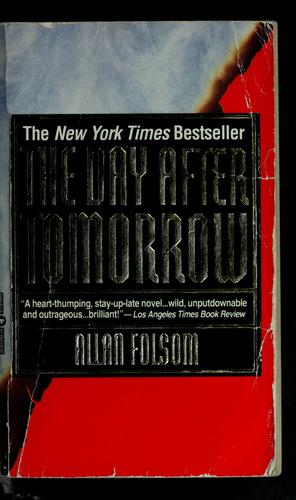 The New York Times Bestseller
THE DAY AFTER
TOMORROW
"A heart-thumping, stay-up-late novel...wild, unputdownable
and outrageous...brilliant!"— Los Angeles Times Book Review
ALLAN FOLSOM